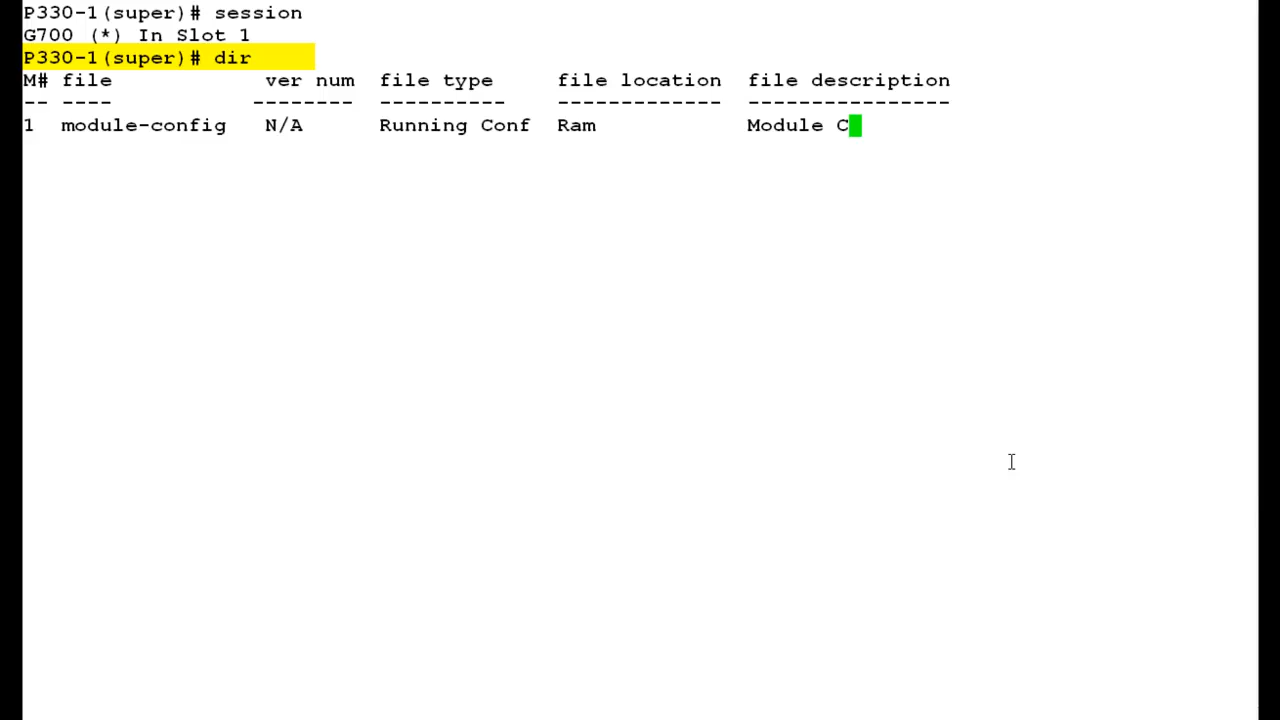 P330-1(super)# session
G700 (*) In Slot 1
P330-1(super)# dir
M# file            ver num  file type     file location  file description
-- ----           --------  ----------    -------------  ----------------
1  module-config   N/A      Running Conf  Ram            Module C